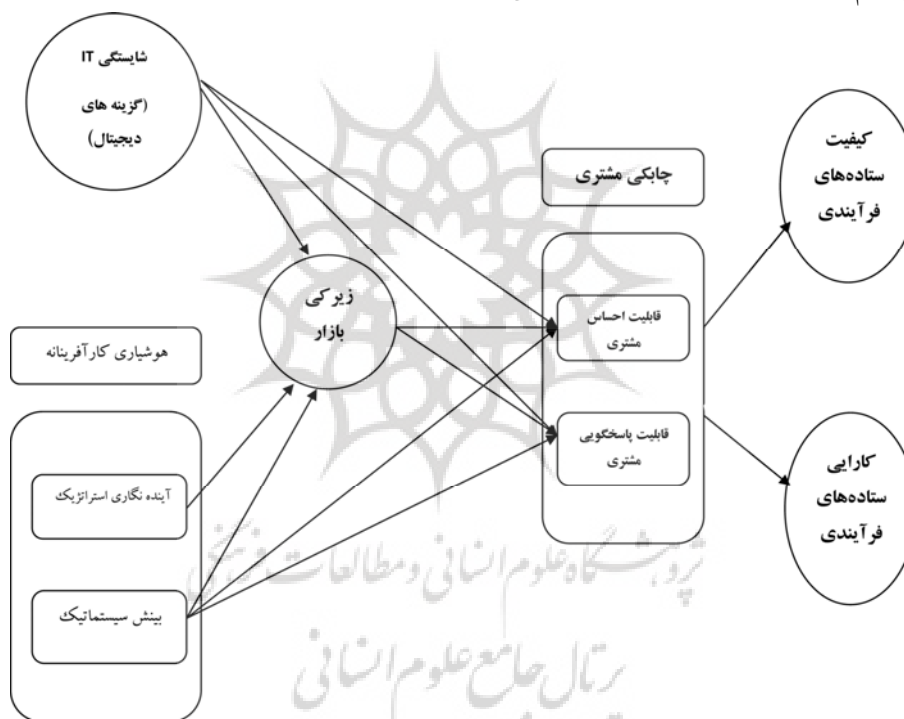 شایستگی IT
(گزینه های
دیجیتال)
کیفیت
ستاده‌های
فرآیندی
چابکی مشتری
زیرکی
بازار
قابلیت احساس
مشتری
هوشیاری کارآفرینانه
قابلیت پاسخگویی
مشتری
کارایی
ستاده‌های
فرآیندی
آینده نگاری استراتژیک
بینش سیستماتیک
پژوهشگاه علوم انسانی و مطالعات فرهنگی
پرتال جامع علوم انسانی